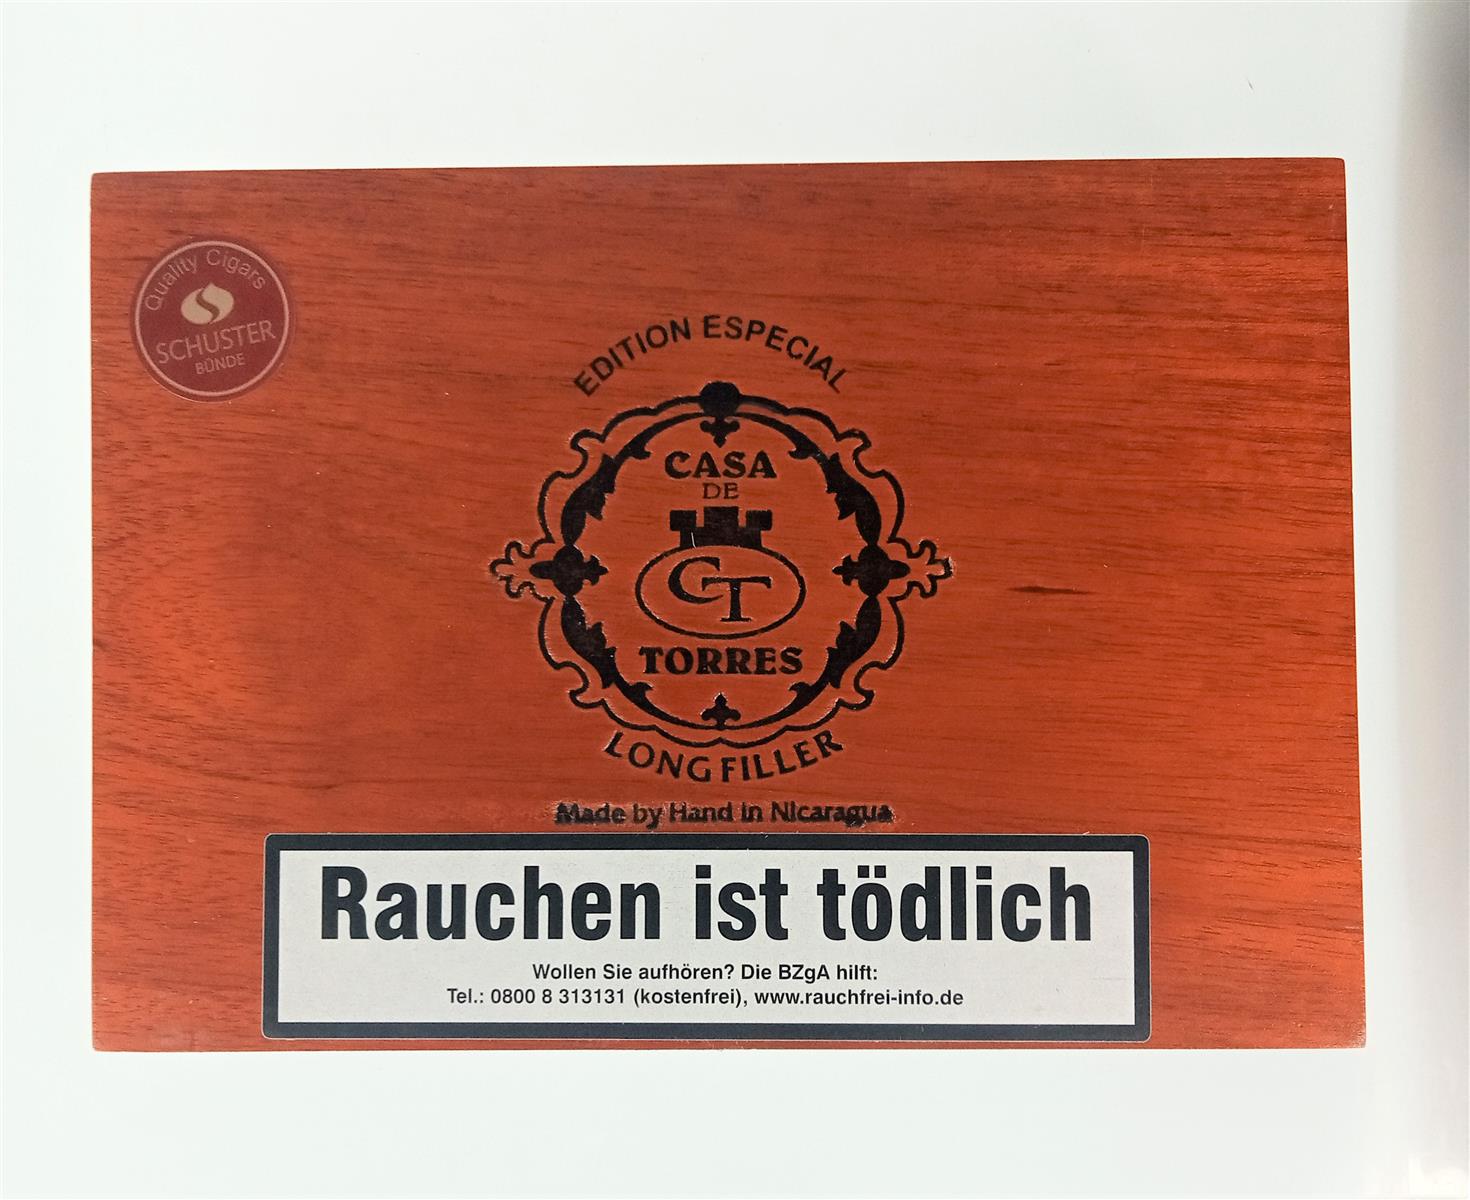 Quality Cigars
SCHUSTER
BÜNDE
EDITION ESPECIAL
CASA
DE
CT
TORRES
LONGFILLER
Made by Hand in Nicaragua
Rauchen ist tödlich
Wollen Sie aufhören? Die BZgA hilft:
Tel.: 0800 8 313131 (kostenfrei), www.rauchfrei-info.de